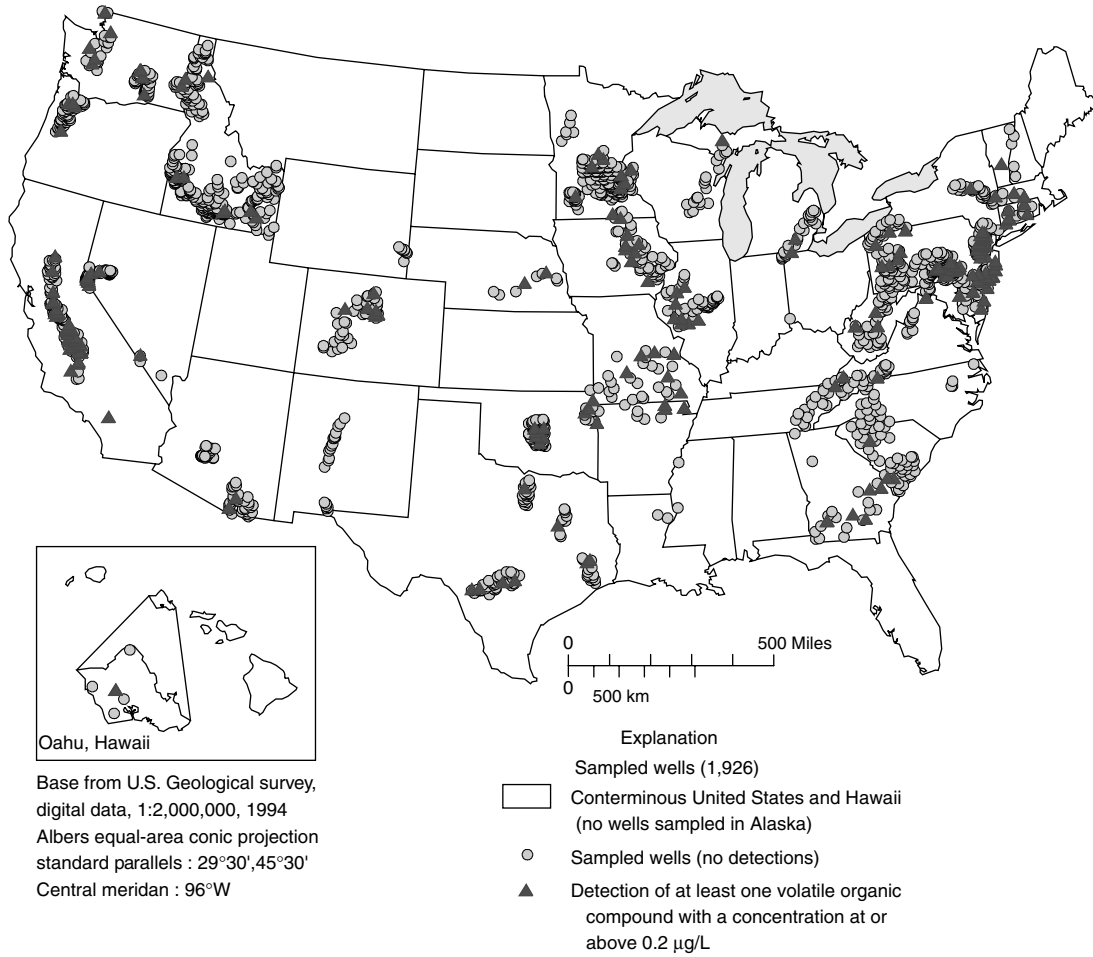 0
500 Miles
0
500 km
Oahu, Hawaii
Base from U.S. Geological survey,
digital data, 1:2,000,000, 1994
Albers equal-area conic projection
standard parallels : 29°30',45°30'
Central meridian : 96°W
Explanation
Sampled wells (1,926)
Conterminous United States and Hawaii
(no wells sampled in Alaska)
Sampled wells (no detections)
Detection of at least one volatile organic
compound with a concentration at or
above 0.2 μg/L